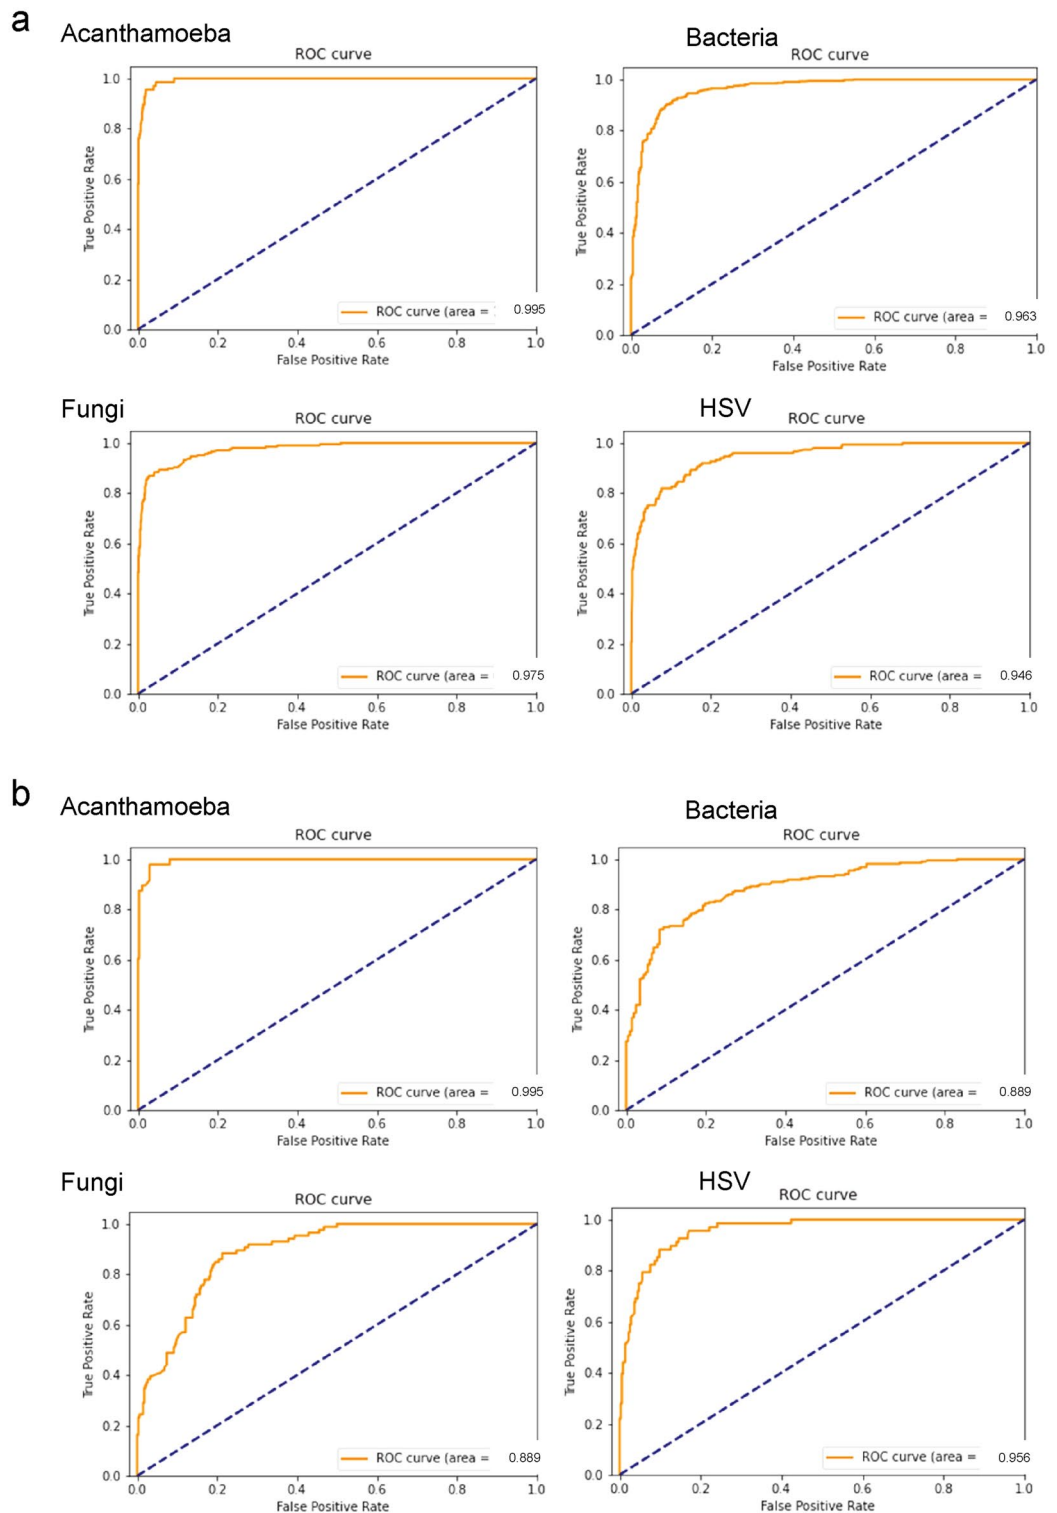 a
Acanthamoeba
ROC curve
True Positive Rate
1.0
0.8
0.6
0.4
0.2
0.0
ROC curve (area = 0.995
0.0 0.2 0.4 0.6 0.8 1.0
False Positive Rate
Bacteria
ROC curve
True Positive Rate
1.0
0.8
0.6
0.4
0.2
0.0
ROC curve (area = 0.963
0.0 0.2 0.4 0.6 0.8 1.0
False Positive Rate
Fungi
ROC curve
True Positive Rate
1.0
0.8
0.6
0.4
0.2
0.0
ROC curve (area = 0.975
0.0 0.2 0.4 0.6 0.8 1.0
False Positive Rate
HSV
ROC curve
True Positive Rate
1.0
0.8
0.6
0.4
0.2
0.0
ROC curve (area = 0.946
0.0 0.2 0.4 0.6 0.8 1.0
False Positive Rate
b
Acanthamoeba
ROC curve
True Positive Rate
1.0
0.8
0.6
0.4
0.2
0.0
ROC curve (area = 0.995
0.0 0.2 0.4 0.6 0.8 1.0
False Positive Rate
Bacteria
ROC curve
True Positive Rate
1.0
0.8
0.6
0.4
0.2
0.0
ROC curve (area = 0.889
0.0 0.2 0.4 0.6 0.8 1.0
False Positive Rate
Fungi
ROC curve
True Positive Rate
1.0
0.8
0.6
0.4
0.2
0.0
ROC curve (area = 0.889
0.0 0.2 0.4 0.6 0.8 1.0
False Positive Rate
HSV
ROC curve
True Positive Rate
1.0
0.8
0.6
0.4
0.2
0.0
ROC curve (area = 0.956
0.0 0.2 0.4 0.6 0.8 1.0
False Positive Rate